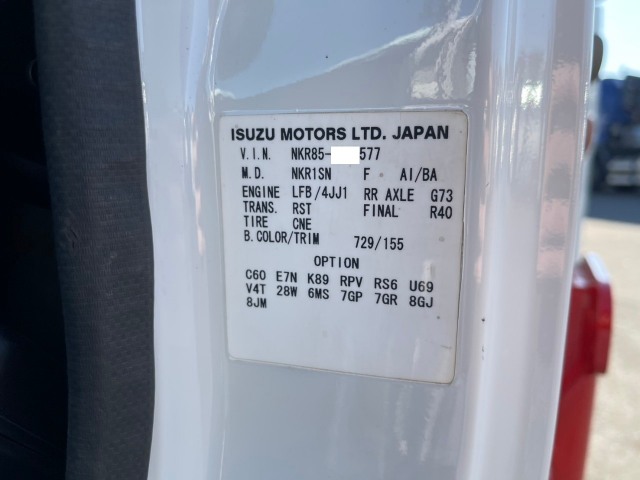 ISUZU MOTORS LTD. JAPAN
V.I.N. NKR85- 577
M.D. NKR1SN F AI/BA
ENGINE LFB/4JJ1 RR AXLE G73
TRANS. RST FINAL R40
TIRE CNE
B.COLOR/TRIM 729/155
OPTION
C60 E7N K89 RPV RS6 U69
V4T 28W 6MS 7GP 7GR 8GJ
8JM